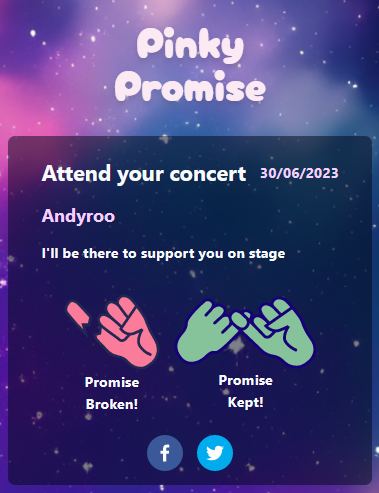 Pinky
Promise
Attend your concert 30/06/2023
Andyroo
I'll be there to support you on stage
Promise
Broken!
Promise
Kept!